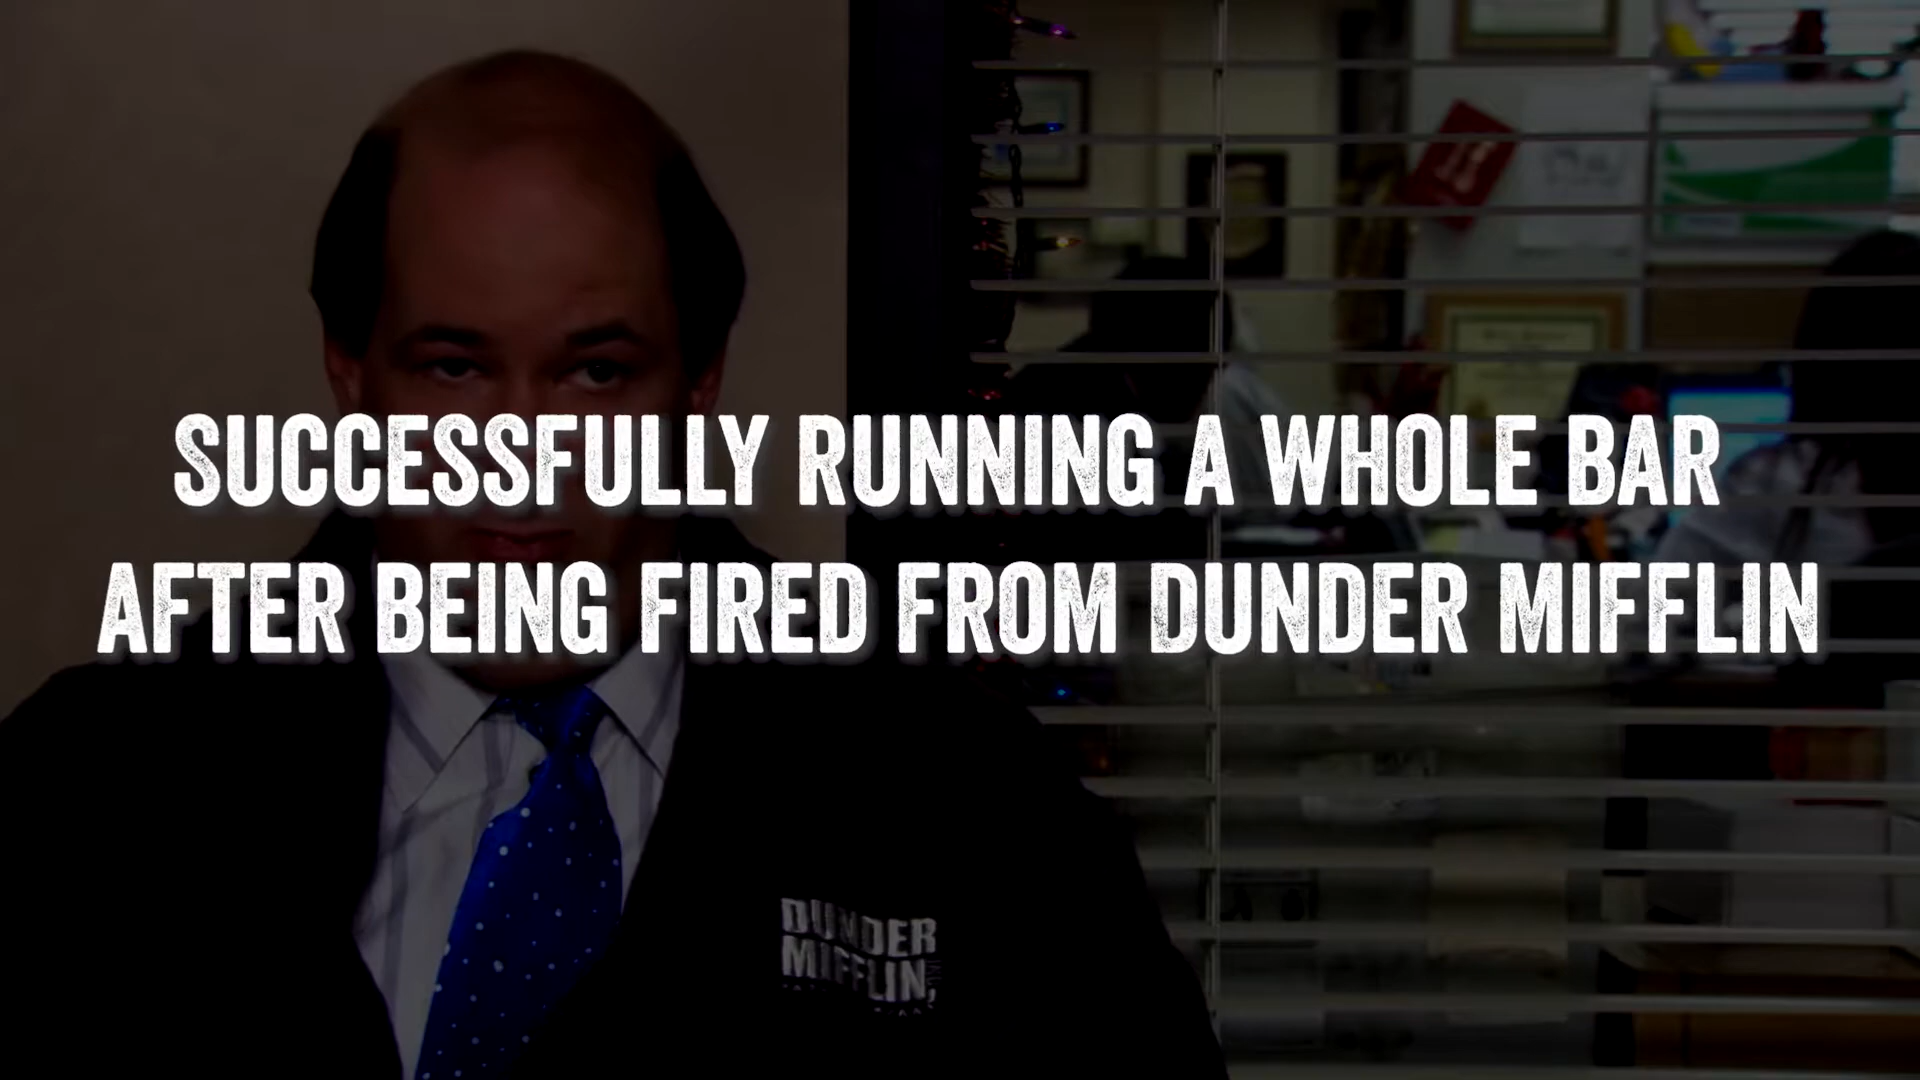 SUCCESSFULLY RUNNING A WHOLE BAR
AFTER BEING FIRED FROM DUNDER MIFFLIN
DUNDER
MIFFLIN,